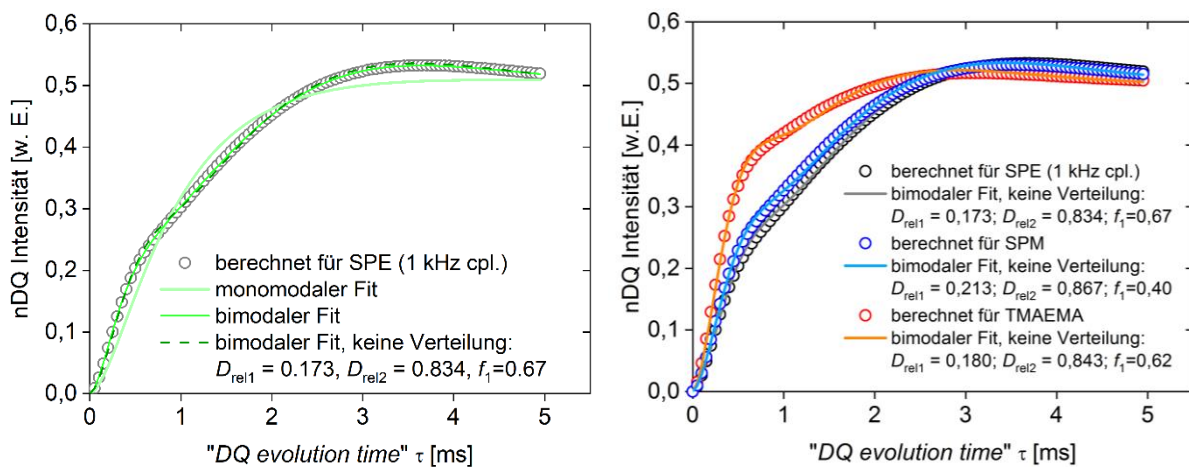 0,6
0,5
0,4
0,3
0,2
0,1
0,0
nDQ Intensität [w. E.]
berechnet für SPE (1 kHz cpl.)
monomodaler Fit
bimodaler Fit
bimodaler Fit, keine Verteilung:
Drel1 = 0.173, Drel2 = 0.834, f1=0.67
0 1 2 3 4 5
"DQ evolution time" τ [ms]
0,6
0,5
0,4
0,3
0,2
0,1
0,0
nDQ Intensität [w. E.]
berechnet für SPE (1 kHz cpl.)
bimodaler Fit, keine Verteilung:
Drel1 = 0,173; Drel2 = 0,834; f1=0,67
berechnet für SPM
bimodaler Fit, keine Verteilung:
Drel1 = 0,213; Drel2 = 0,867; f1=0,40
berechnet für TMAEMA
bimodaler Fit, keine Verteilung:
Drel1 = 0,180; Drel2 = 0,843; f1=0,62
0 1 2 3 4 5
"DQ evolution time" τ [ms]